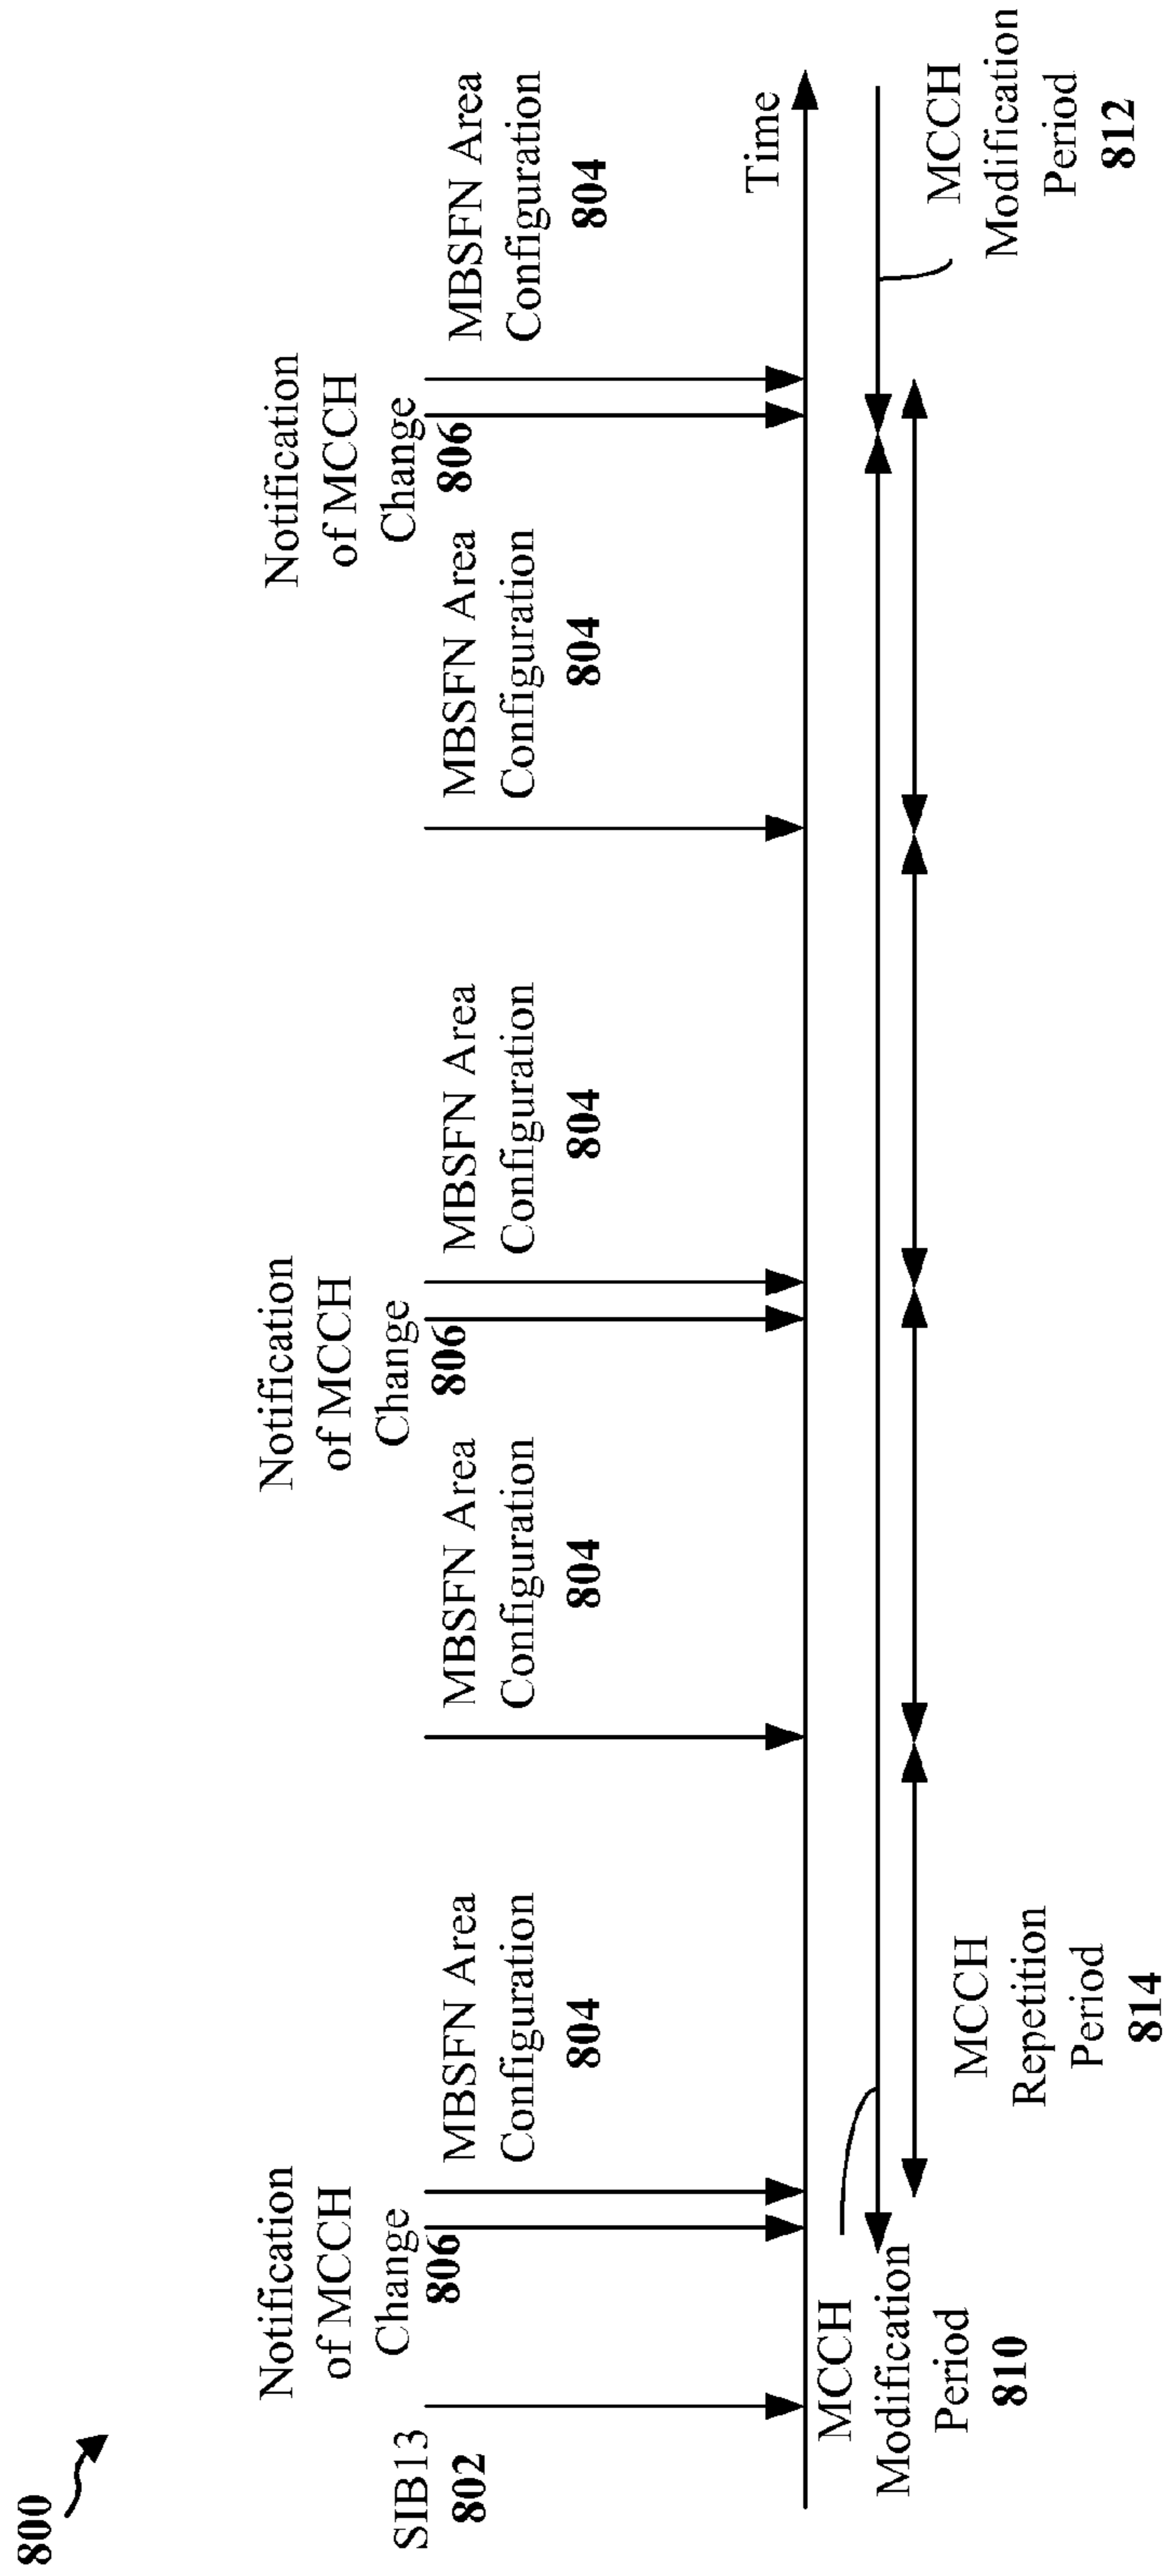 800
SIB13
802
Notification
of MCCH
Change
806
MBSFN Area
Configuration
804
MBSFN Area
Configuration
804
Notification
of MCCH
Change
806
MBSFN Area
Configuration
804
MBSFN Area
Configuration
804
Notification
of MCCH
Change
806
MBSFN Area
Configuration
804
Time
MCCH
Modification
Period
810
MCCH
Repetition
Period
814
MCCH
Modification
Period
812